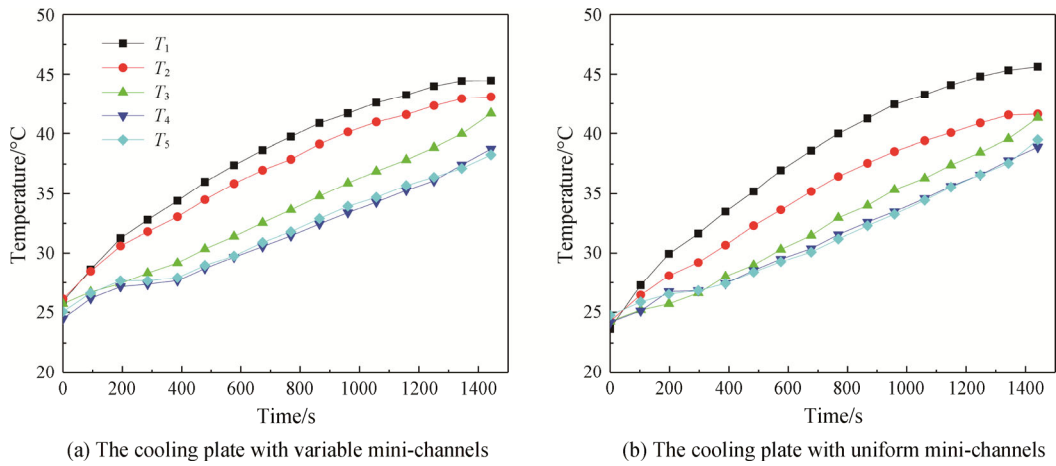 50
45
40
35
30
25
20
Temperature/°C
T1
T2
T3
T4
T5
0 200 400 600 800 1000 1200 1400
Time/s
(a) The cooling plate with variable mini-channels
50
45
40
35
30
25
20
Temperature/°C
0 200 400 600 800 1000 1200 1400
Time/s
(b) The cooling plate with uniform mini-channels